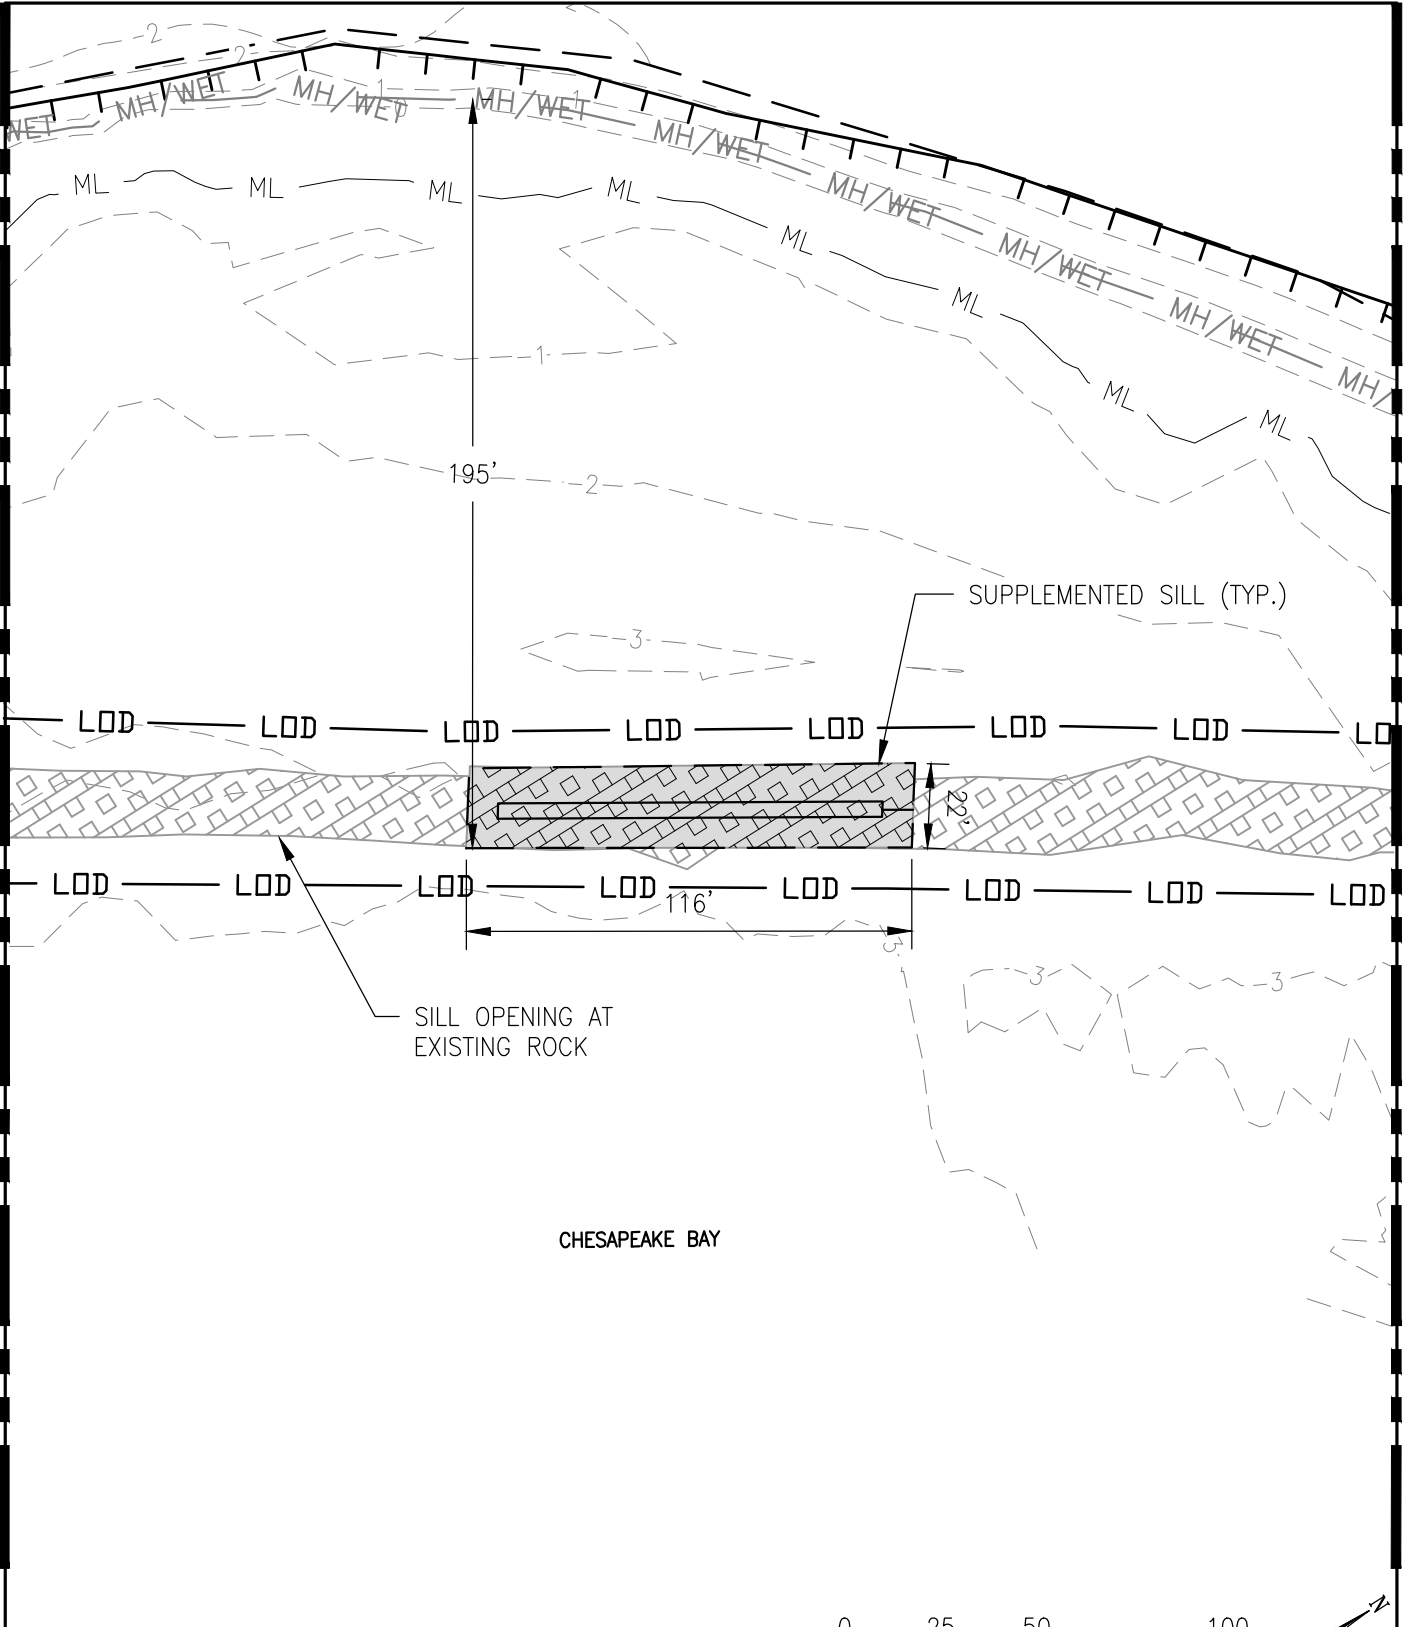 2
2
1
1
0
WET MH/WET MH/WET MH/WET MH/WET MH/WET MH/WET MH/WET MH/
ML ML ML ML ML ML ML ML
1
195'
2
SUPPLEMENTED SILL (TYP.)
3
LOD LOD LOD LOD LOD LOD LOD LO
22'
LOD LOD LOD LOD LOD LOD LOD LOD
116'
3
3
3
SILL OPENING AT
EXISTING ROCK
CHESAPEAKE BAY
0 25 50 100
N